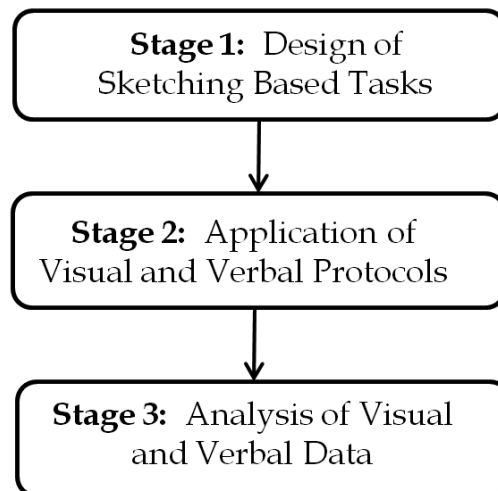 Stage 1: Design of
Sketching Based Tasks
Stage 2: Application of
Visual and Verbal Protocols
Stage 3: Analysis of Visual
and Verbal Data